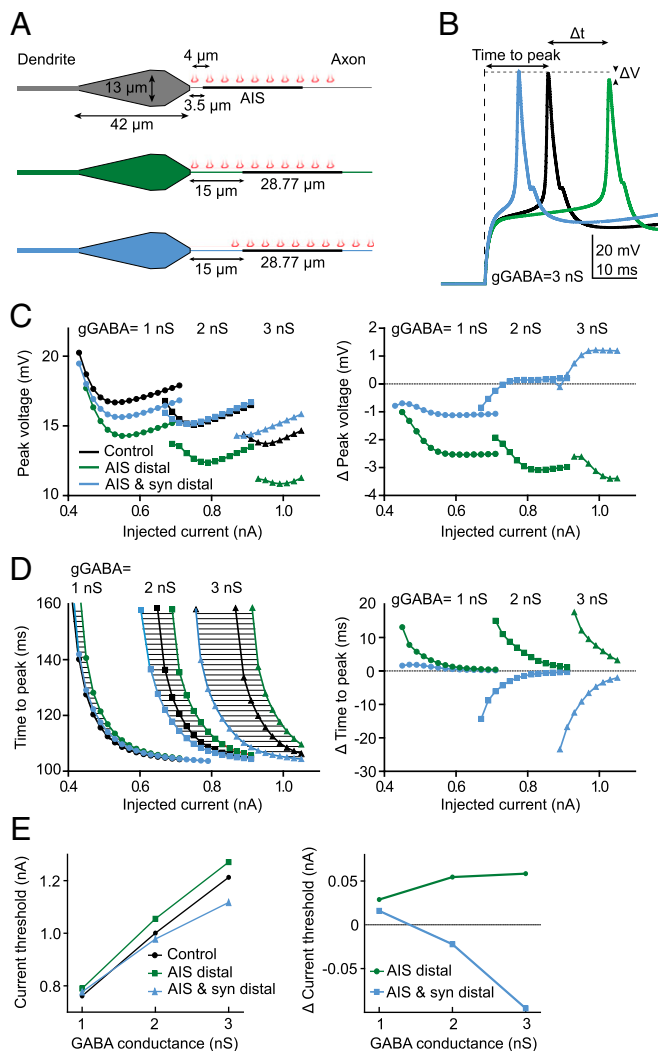 A
Dendrite
4 µm
Axon
13 µm
AIS
3.5 µm
42 µm
15 µm
28.77 µm
15 µm
28.77 µm
B
Δt
Time to peak
ΔV
20 mV
10 ms
gGABA=3 nS
C
gGABA= 1 nS 2 nS 3 nS
20
15
10
Peak voltage (mV)
Control
AIS distal
AIS & syn distal
0.4 0.6 0.8 1.0
Injected current (nA)
gGABA= 1 nS 2 nS 3 nS
2
1
0
-1
-2
-3
-4
Δ Peak voltage (mV)
0.4 0.6 0.8 1.0
Injected current (nA)
D
gGABA=
1 nS 2 nS 3 nS
160
140
120
100
Time to peak (ms)
0.4 0.6 0.8 1.0
Injected current (nA)
gGABA= 1 nS 2 nS 3 nS
20
10
0
-10
-20
-30
Δ Time to peak (ms)
0.4 0.6 0.8 1.0
Injected current (nA)
E
1.2
1.0
0.8
Current threshold (nA)
Control
AIS distal
AIS & syn distal
1 2 3
GABA conductance (nS)
0.05
0
-0.05
Δ Current threshold (nA)
AIS distal
AIS & syn distal
1 2 3
GABA conductance (nS)